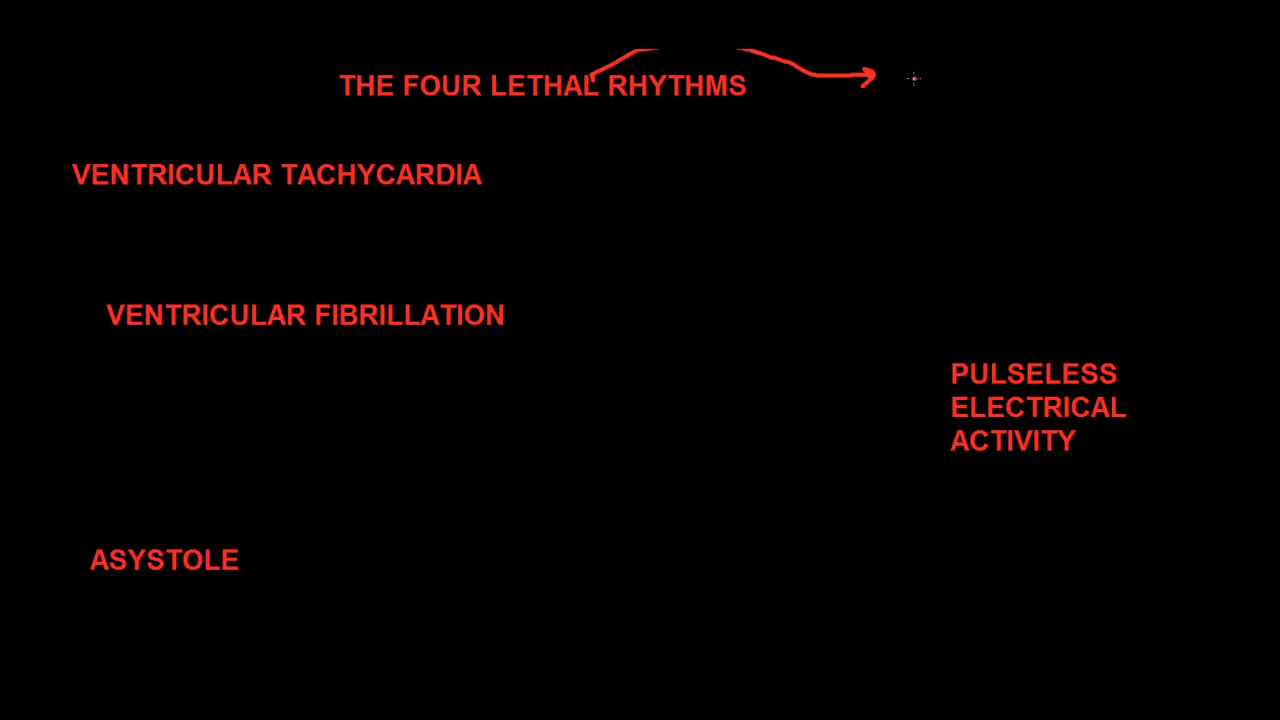 THE FOUR LETHAL RHYTHMS
VENTRICULAR TACHYCARDIA
VENTRICULAR FIBRILLATION
PULSELESS
ELECTRICAL
ACTIVITY
ASYSTOLE